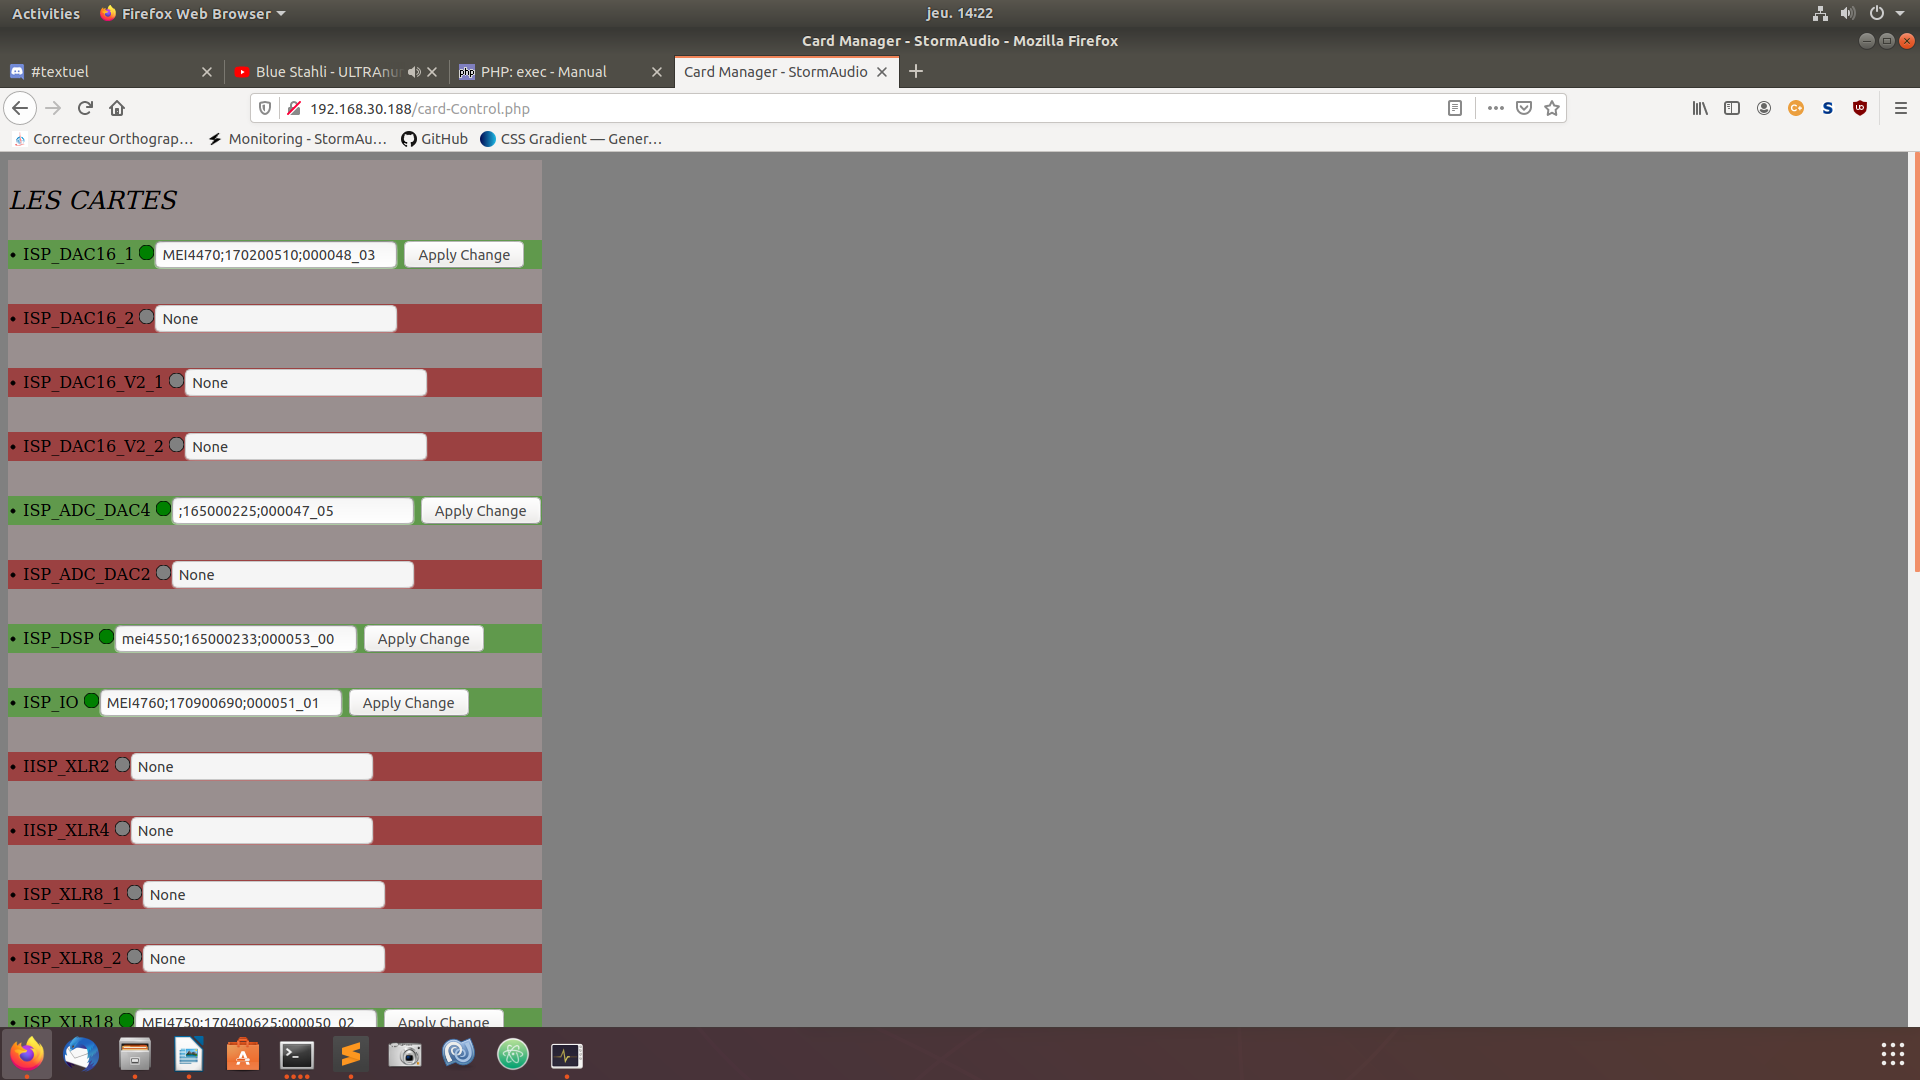 Activities Firefox Web Browser jeu. 14:22
Card Manager - StormAudio - Mozilla Firefox
#textuel Blue Stahli - ULTRAnu PHP: exec - Manual Card Manager - StormAudio
192.168.30.188/card-Control.php
Correcteur Orthograp… Monitoring - StormAu… GitHub CSS Gradient — Gener…
LES CARTES
• ISP_DAC16_1 MEI4470;170200510;000048_03 Apply Change
• ISP_DAC16_2 None
• ISP_DAC16_V2_1 None
• ISP_DAC16_V2_2 None
• ISP_ADC_DAC4 ;165000225;000047_05 Apply Change
• ISP_ADC_DAC2 None
• ISP_DSP mei4550;165000233;000053_00 Apply Change
• ISP_IO MEI4760;170900690;000051_01 Apply Change
• IISP_XLR2 None
• IISP_XLR4 None
• ISP_XLR8_1 None
• ISP_XLR8_2 None
• ISP_XLR18 MEI4750;170400625;000050_02 Apply Change